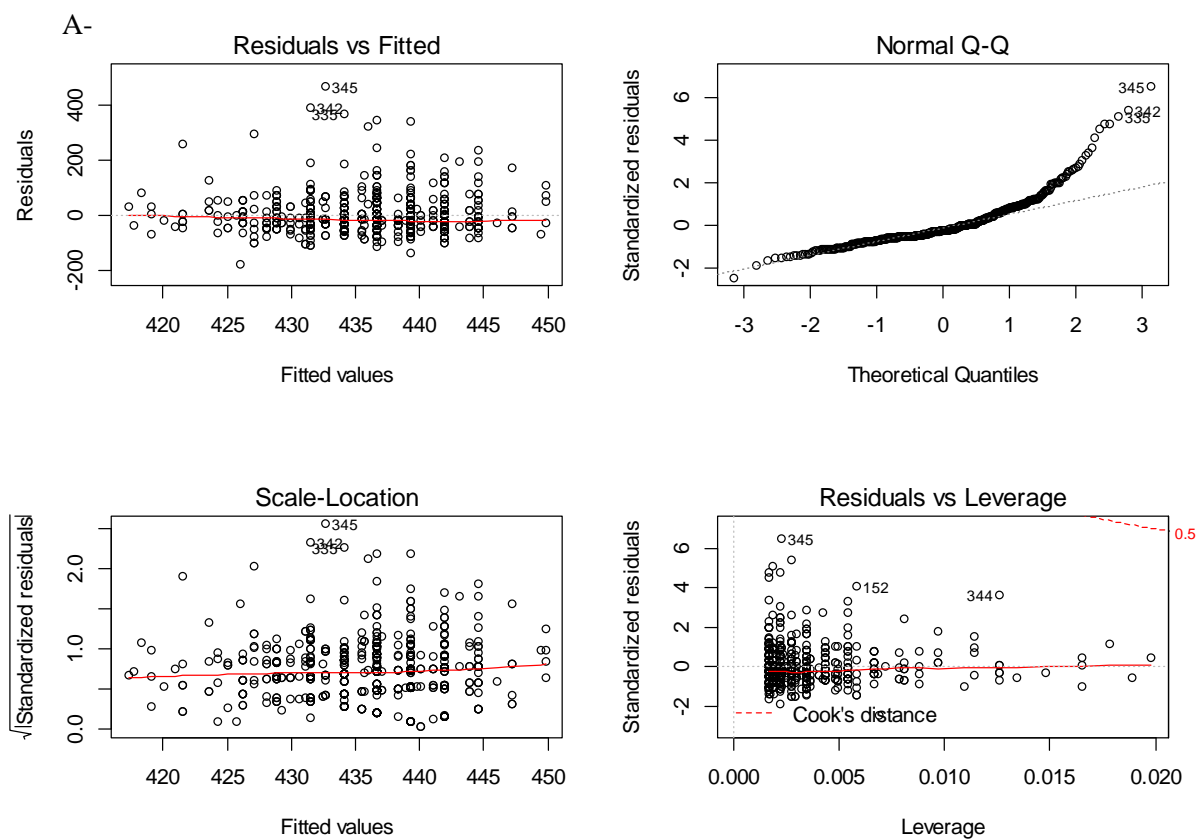 A-
Residuals vs Fitted
Residuals
-200 0 200 400
345
342
335
420 425 430 435 440 445 450
Fitted values
Normal Q-Q
Standardized residuals
-2 0 2 4 6
345
342
335
-3 -2 -1 0 1 2 3
Theoretical Quantiles
Scale-Location
√|Standardized residuals|
0.0 1.0 2.0
345
342
335
420 425 430 435 440 445 450
Fitted values
Residuals vs Leverage
Standardized residuals
-2 0 2 4 6
345
152
344
0.5
Cook's distance
0.000 0.005 0.010 0.015 0.020
Leverage